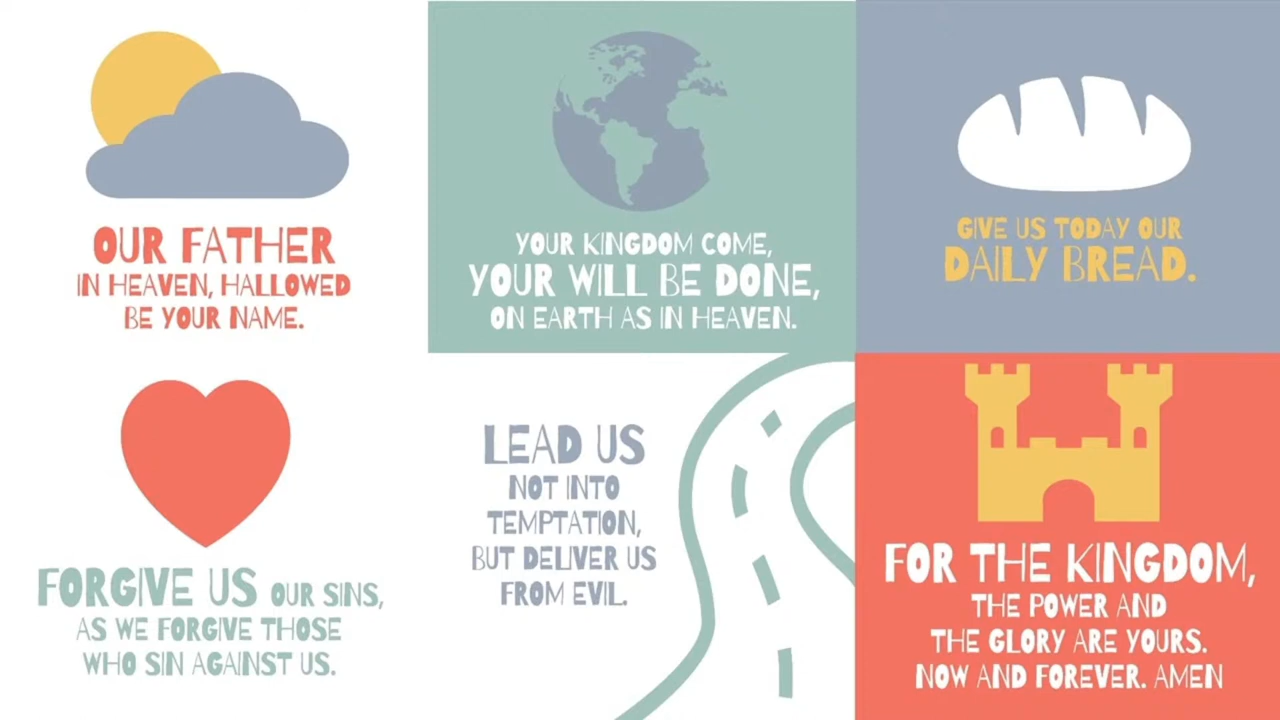 OUR FATHER
IN HEAVEN, HALLOWED
BE YOUR NAME.
YOUR KINGDOM COME,
YOUR WILL BE DONE,
ON EARTH AS IN HEAVEN.
GIVE US TODAY OUR
DAILY BREAD.
FORGIVE US OUR SINS,
AS WE FORGIVE THOSE
WHO SIN AGAINST US.
LEAD US
NOT INTO
TEMPTATION,
BUT DELIVER US
FROM EVIL.
FOR THE KINGDOM,
THE POWER AND
THE GLORY ARE YOURS.
NOW AND FOREVER. AMEN